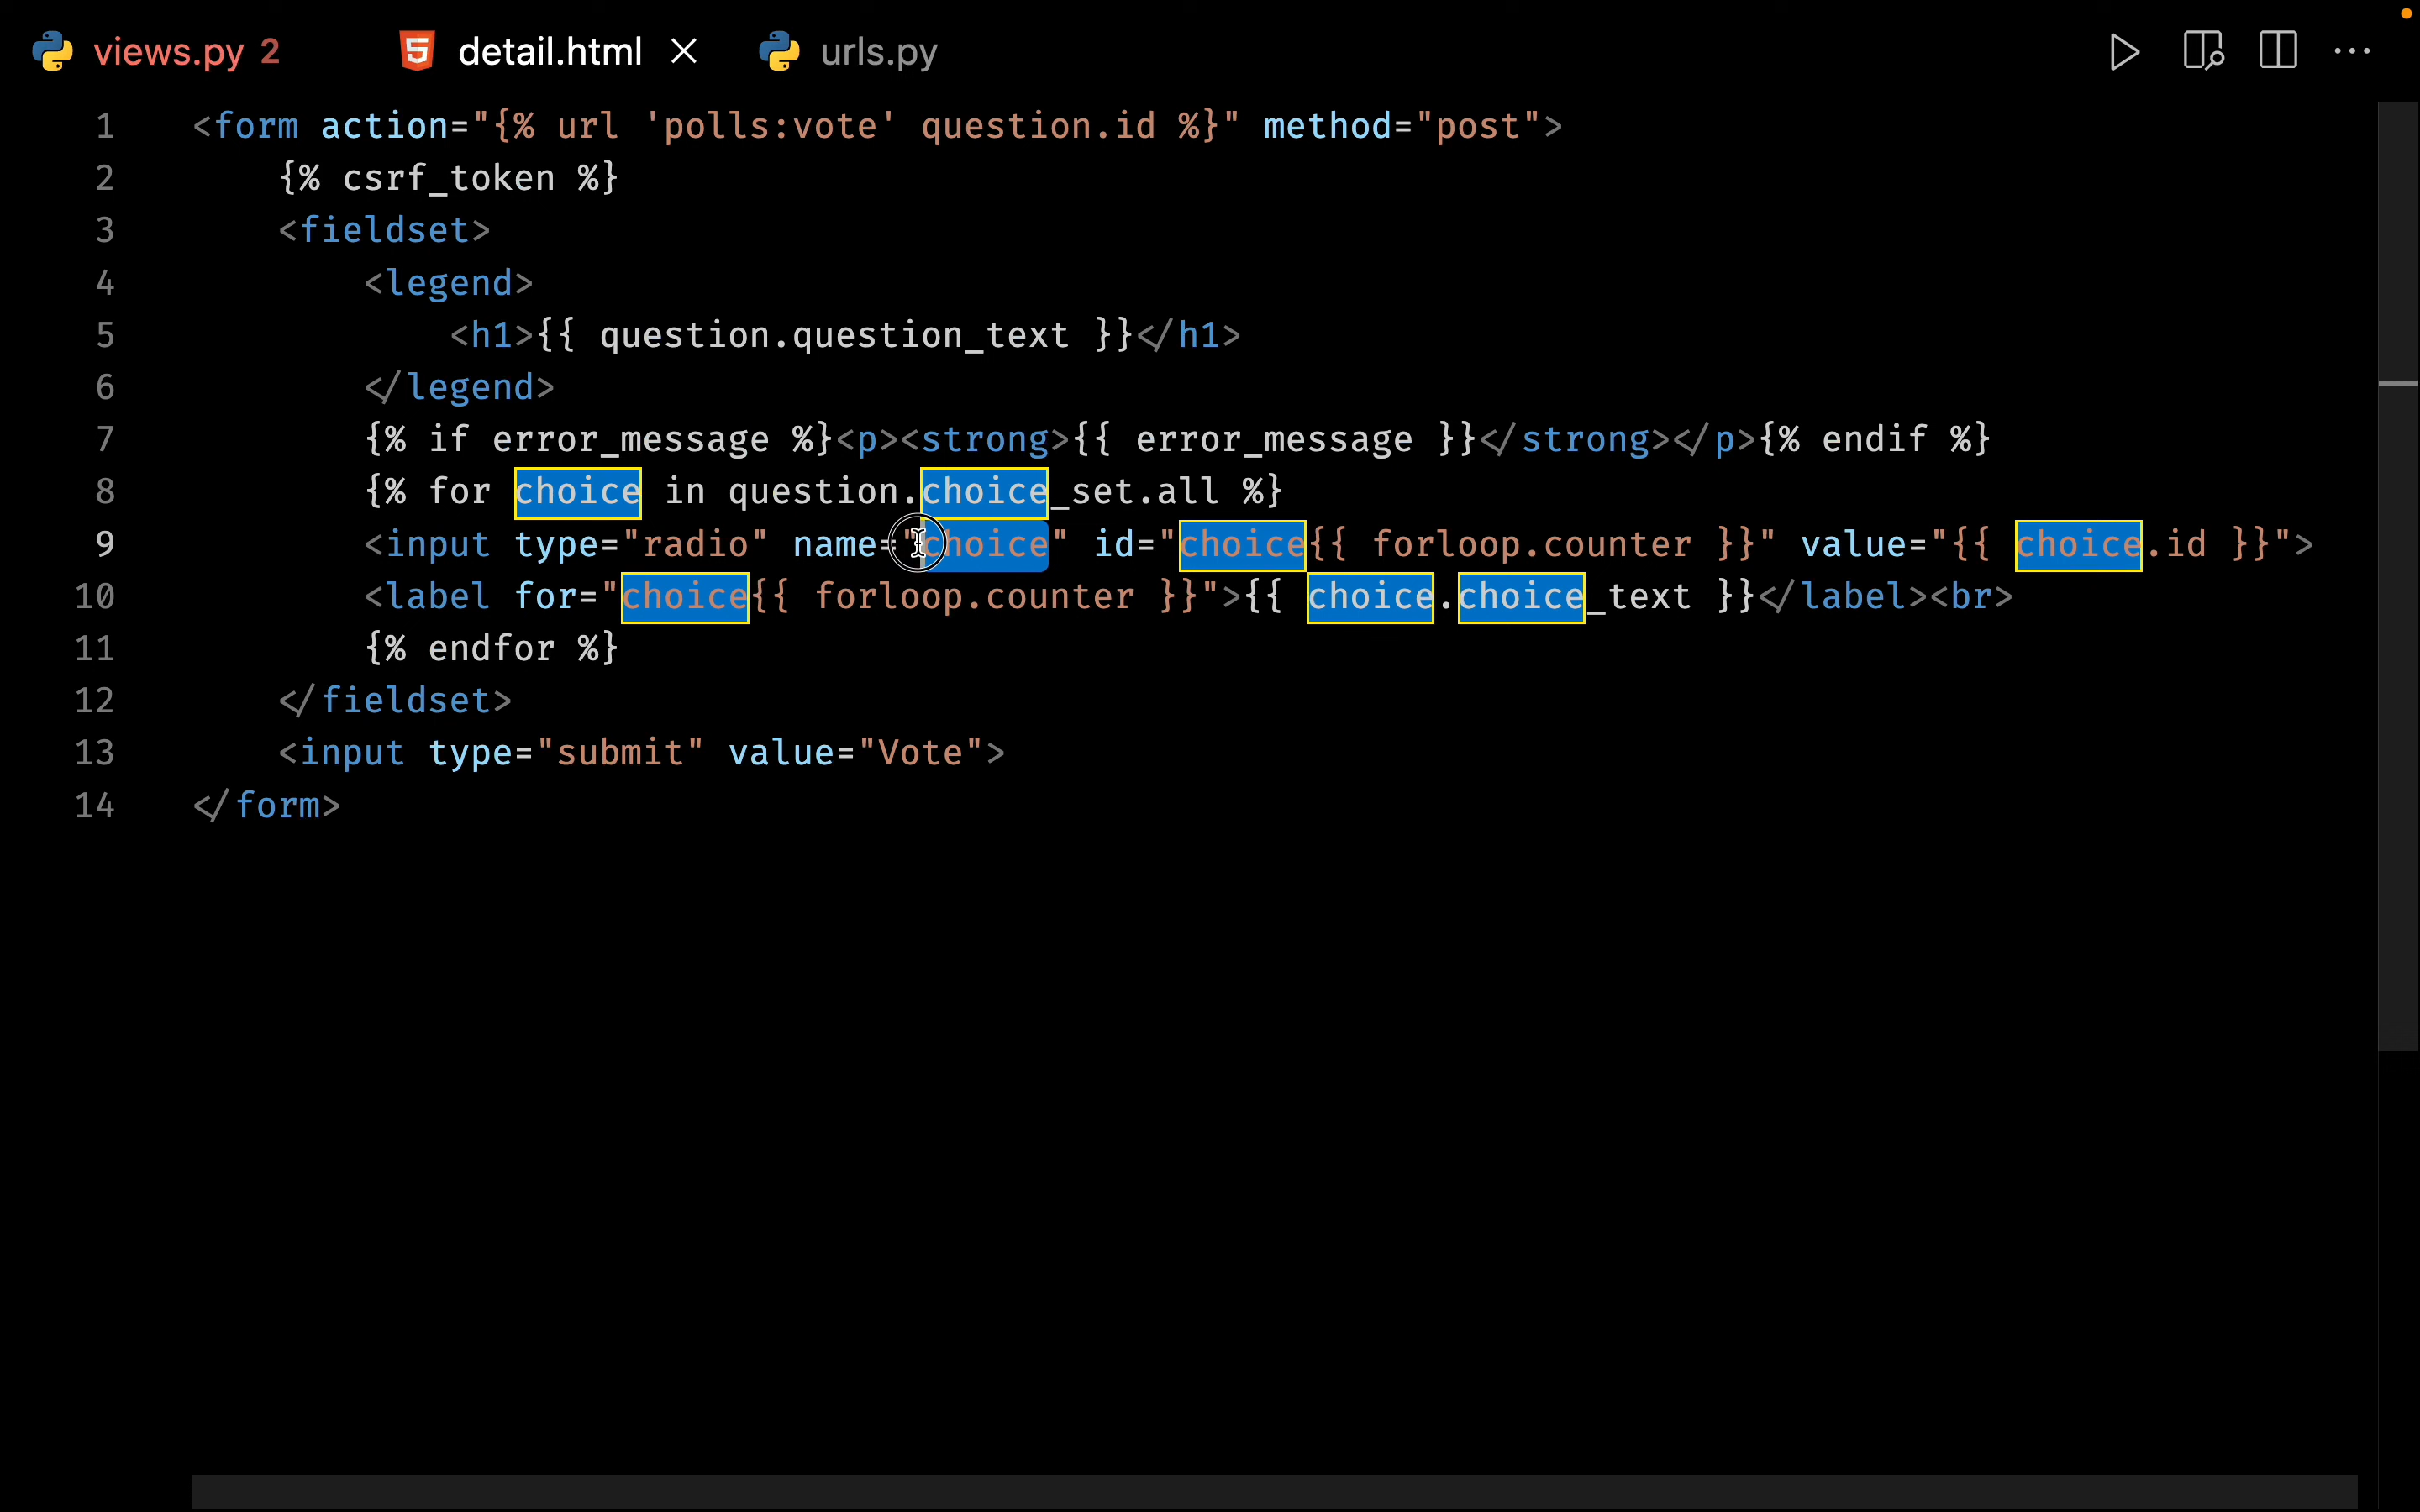 views.py 2 detail.html urls.py
1 <form action="{% url 'polls:vote' question.id %}" method="post">
2 {% csrf_token %}
3 <fieldset>
4 <legend>
5 <h1>{{ question.question_text }}</h1>
6 </legend>
7 {% if error_message %}<p><strong>{{ error_message }}</strong></p>{% endif %}
8 {% for choice in question.choice_set.all %}
9 <input type="radio" name="choice" id="choice{{ forloop.counter }}" value="{{ choice.id }}">
10 <label for="choice{{ forloop.counter }}">{{ choice.choice_text }}</label><br>
11 {% endfor %}
12 </fieldset>
13 <input type="submit" value="Vote">
14 </form>